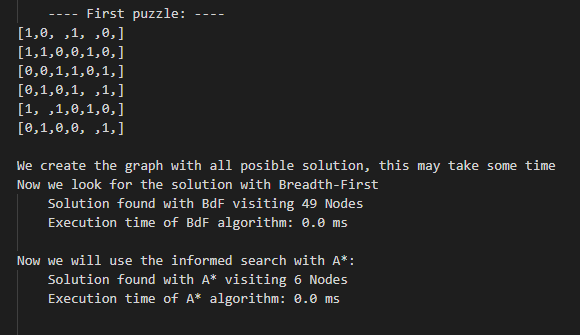 ---- First puzzle: ----
[1,0, ,1, ,0,]
[1,1,0,0,1,0,]
[0,0,1,1,0,1,]
[0,1,0,1, ,1,]
[1, ,1,0,1,0,]
[0,1,0,0, ,1,]
We create the graph with all posible solution, this may take some time
Now we look for the solution with Breadth-First
Solution found with BdF visiting 49 Nodes
Execution time of BdF algorithm: 0.0 ms
Now we will use the informed search with A*:
Solution found with A* visiting 6 Nodes
Execution time of A* algorithm: 0.0 ms